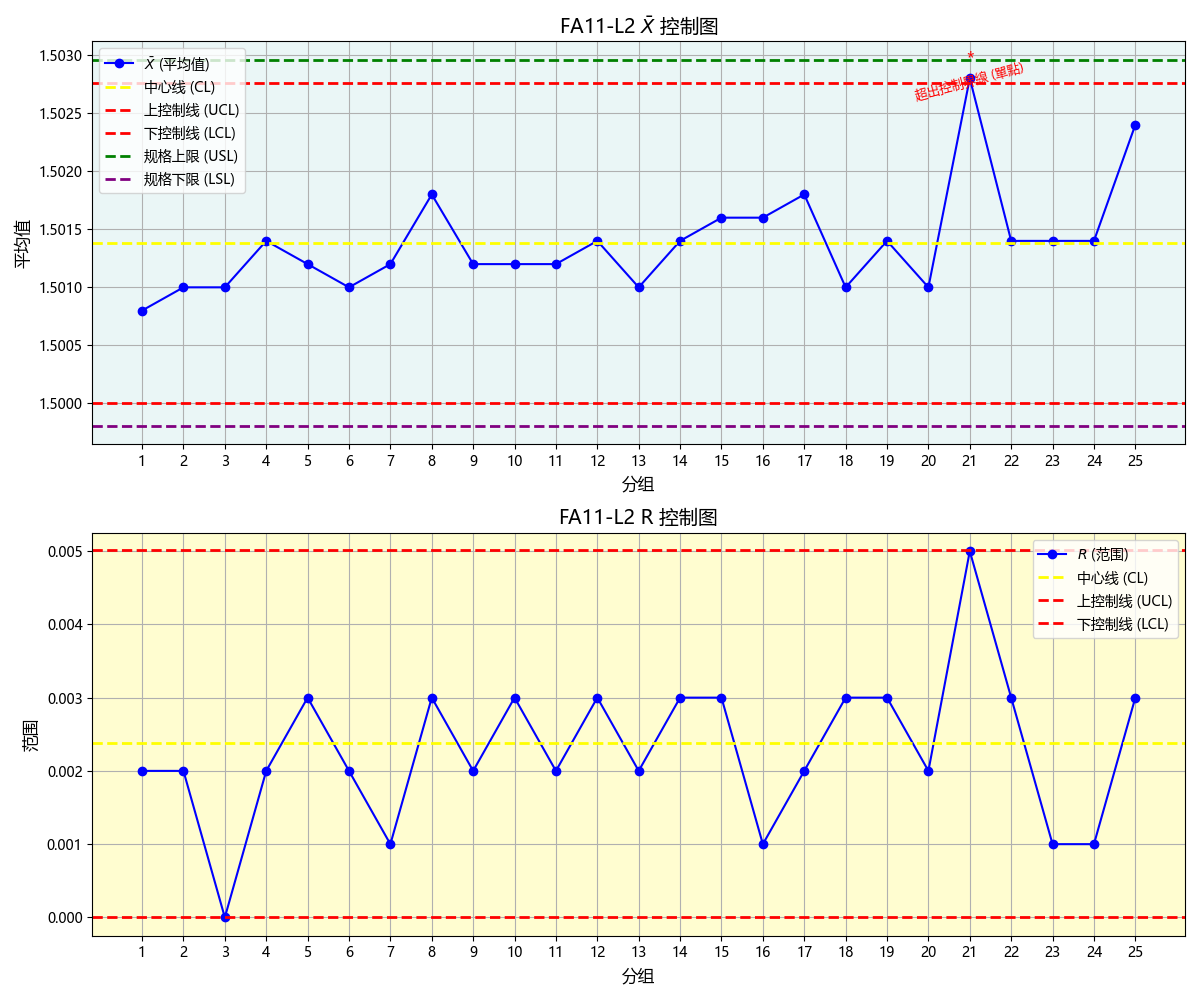 FA11-L2 X̄ 控制图
X̄ (平均值)
中心线 (CL)
上控制线 (UCL)
下控制线 (LCL)
规格上限 (USL)
规格下限 (LSL)
*
超出控制界線 (單點)
平均值
1.5030
1.5025
1.5020
1.5015
1.5010
1.5005
1.5000
1 2 3 4 5 6 7 8 9 10 11 12 13 14 15 16 17 18 19 20 21 22 23 24 25
分组
FA11-L2 R 控制图
R (范围)
中心线 (CL)
上控制线 (UCL)
下控制线 (LCL)
范围
0.005
0.004
0.003
0.002
0.001
0.000
1 2 3 4 5 6 7 8 9 10 11 12 13 14 15 16 17 18 19 20 21 22 23 24 25
分组